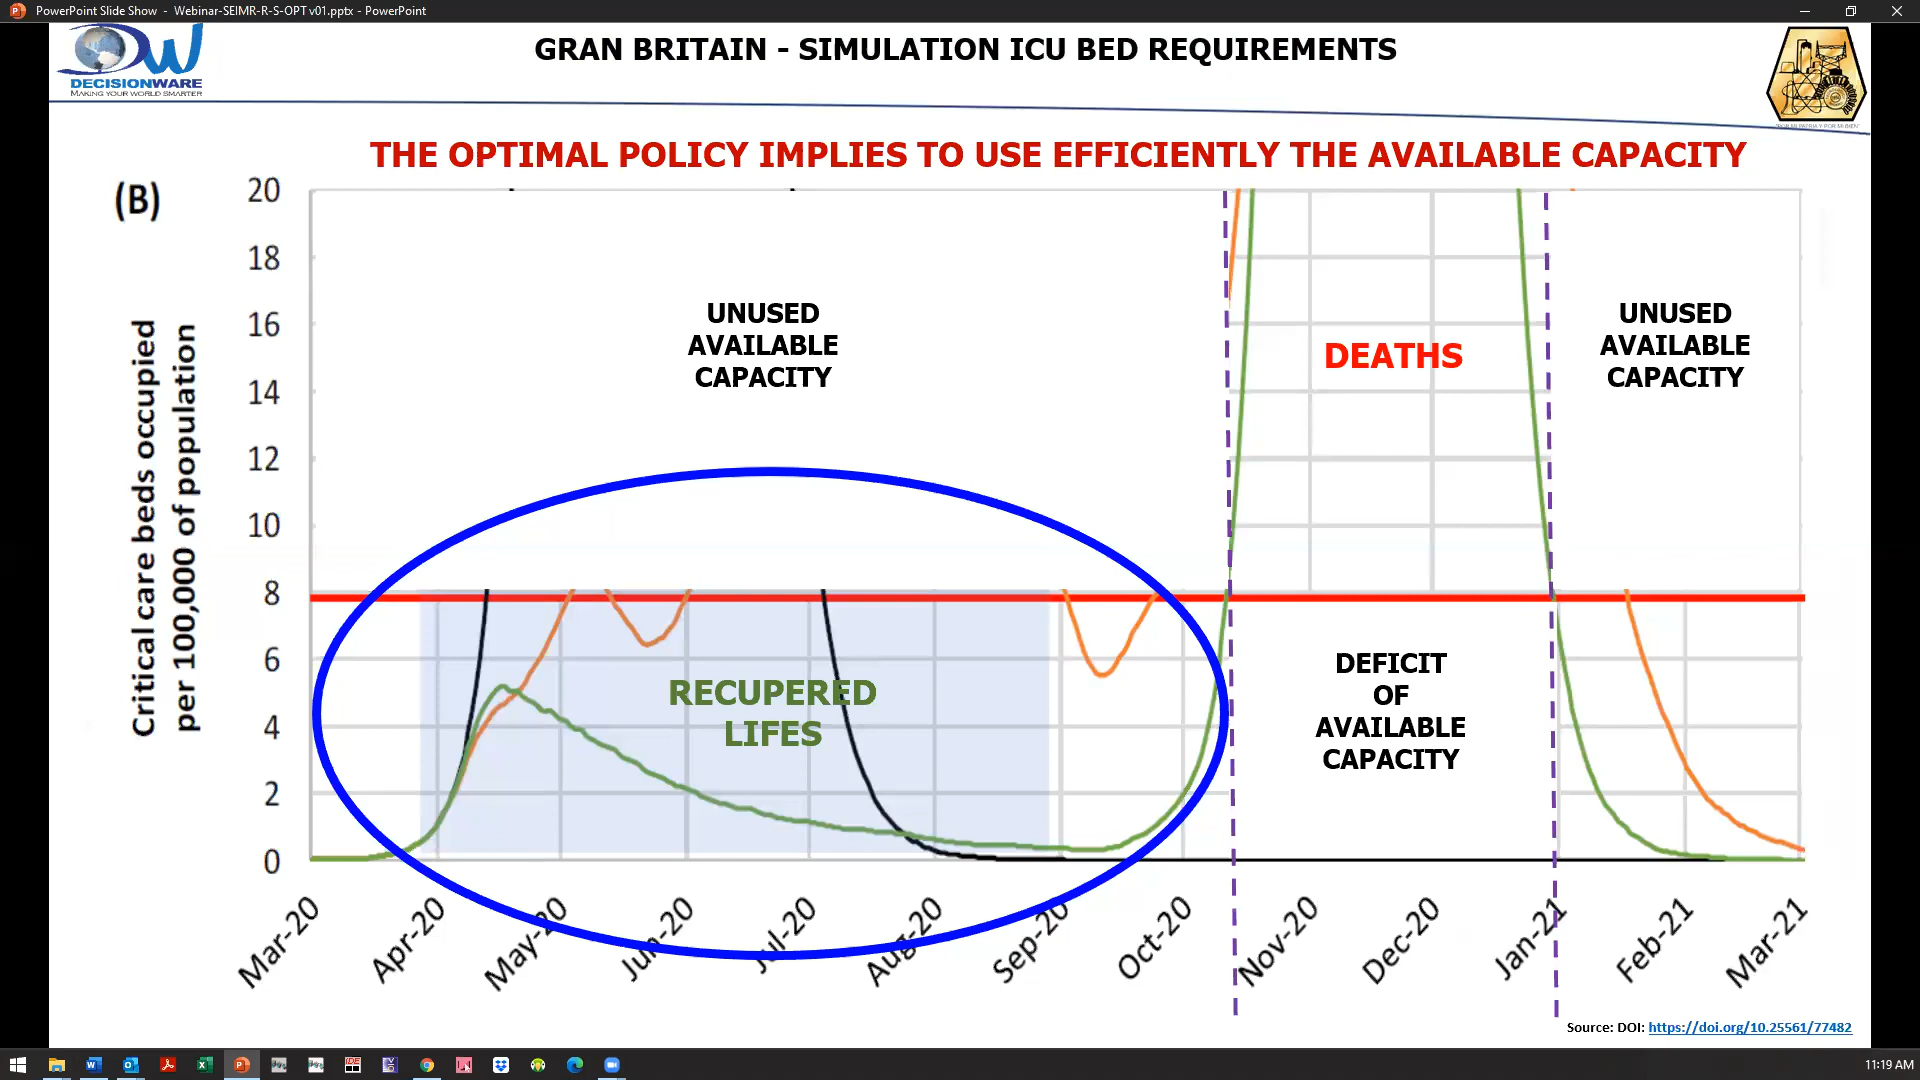 PowerPoint Slide Show - Webinar-SEIMR-R-S-OPT v01.pptx - PowerPoint
DECISIONWARE
MAKING YOUR WORLD SMARTER
GRAN BRITAIN - SIMULATION ICU BED REQUIREMENTS
THE OPTIMAL POLICY IMPLIES TO USE EFFICIENTLY THE AVAILABLE CAPACITY
(B)
Critical care beds occupied
per 100,000 of population
20
18
16
14
12
10
8
6
4
2
0
UNUSED
AVAILABLE
CAPACITY
DEATHS
UNUSED
AVAILABLE
CAPACITY
RECUPERED
LIFES
DEFICIT
OF
AVAILABLE
CAPACITY
Mar-20
Apr-20
May-20
Jun-20
Jul-20
Aug-20
Sep-20
Oct-20
Nov-20
Dec-20
Jan-21
Feb-21
Mar-21
Source: DOI: https://doi.org/10.25561/77482
11:19 AM